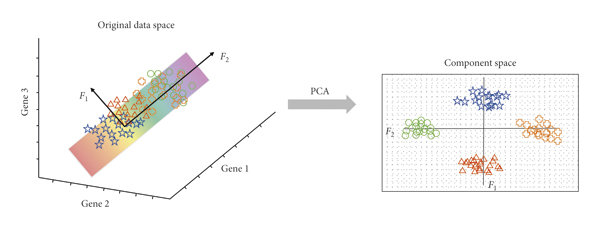 Original data space
F2
F1
Gene 3
Gene 2
Gene 1
PCA
Component space
F2
F1